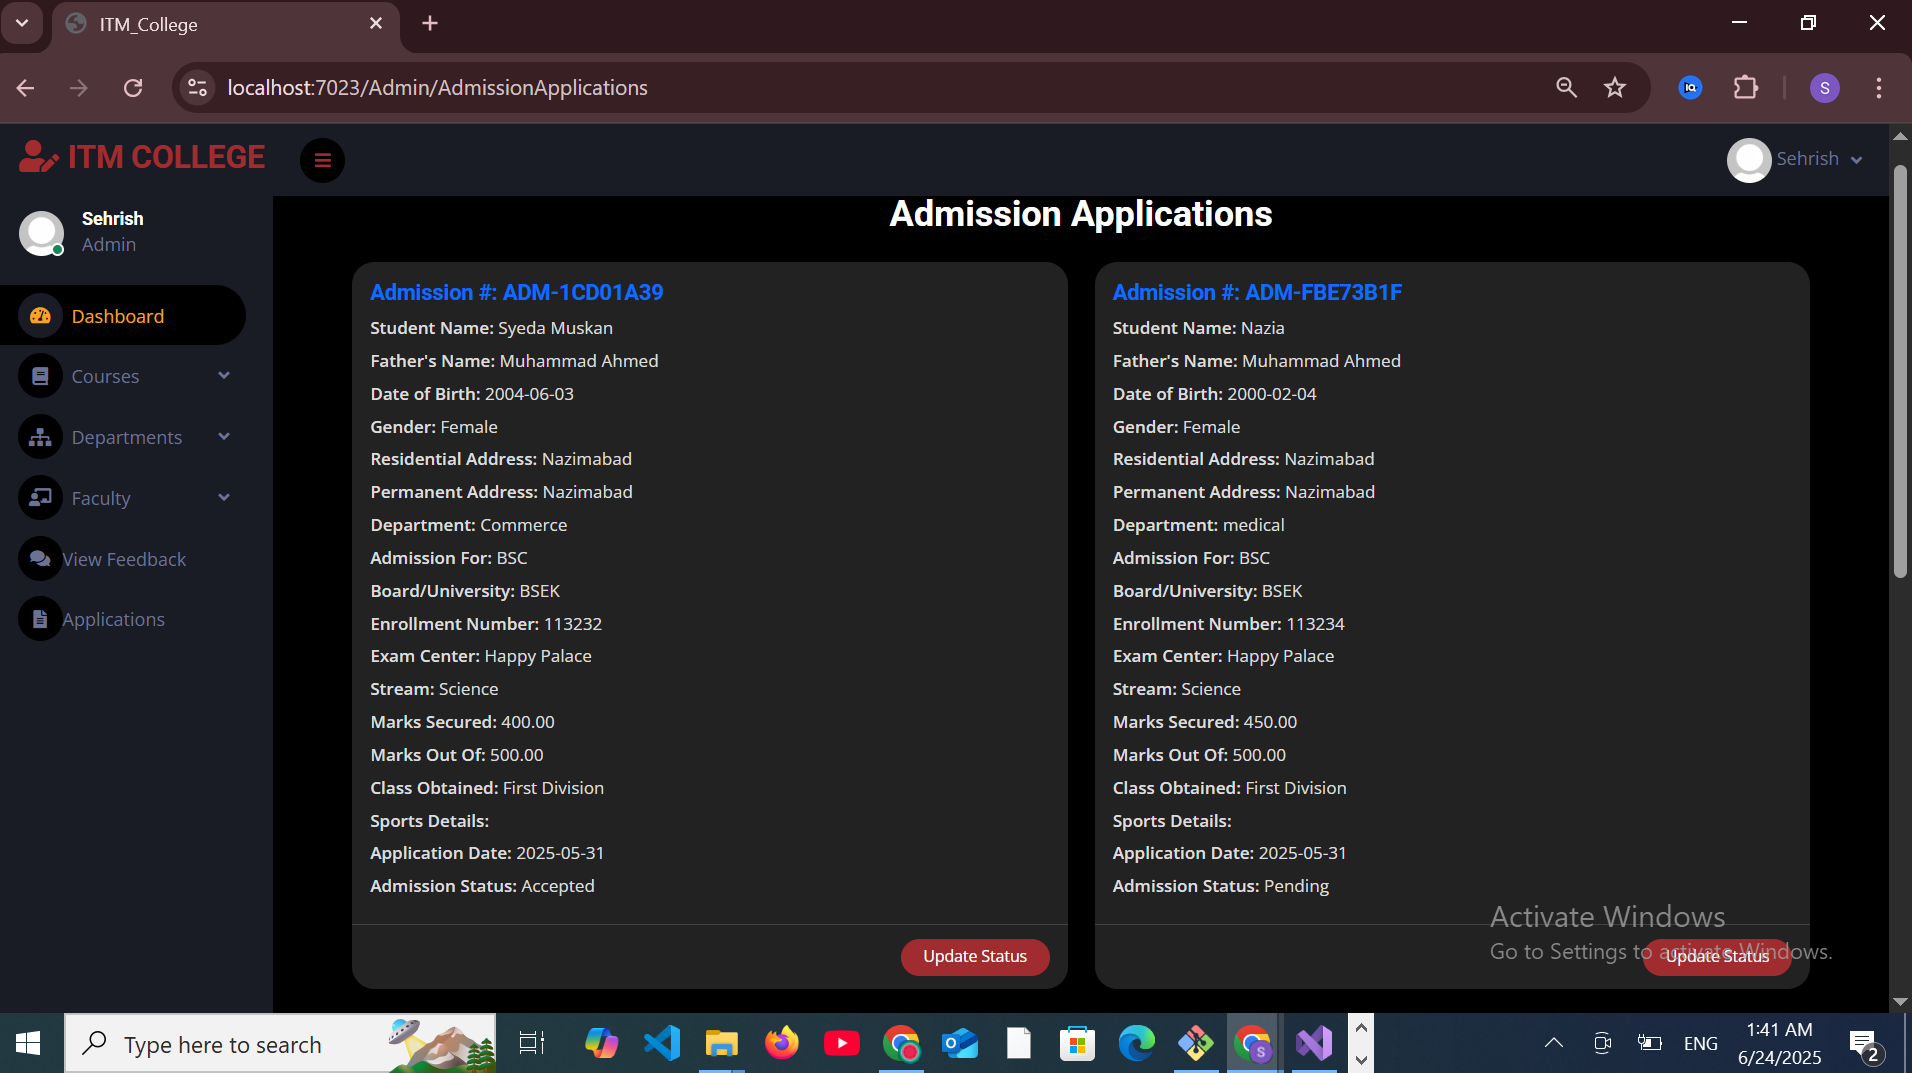 ITM_College
localhost:7023/Admin/AdmissionApplications
S
ITM COLLEGE
Sehrish
Sehrish
Admin
Dashboard
Courses
Departments
Faculty
View Feedback
Applications
Admission Applications
Admission #: ADM-1CD01A39
Student Name: Syeda Muskan
Father's Name: Muhammad Ahmed
Date of Birth: 2004-06-03
Gender: Female
Residential Address: Nazimabad
Permanent Address: Nazimabad
Department: Commerce
Admission For: BSC
Board/University: BSEK
Enrollment Number: 113232
Exam Center: Happy Palace
Stream: Science
Marks Secured: 400.00
Marks Out Of: 500.00
Class Obtained: First Division
Sports Details:
Application Date: 2025-05-31
Admission Status: Accepted
Update Status
Admission #: ADM-FBE73B1F
Student Name: Nazia
Father's Name: Muhammad Ahmed
Date of Birth: 2000-02-04
Gender: Female
Residential Address: Nazimabad
Permanent Address: Nazimabad
Department: medical
Admission For: BSC
Board/University: BSEK
Enrollment Number: 113234
Exam Center: Happy Palace
Stream: Science
Marks Secured: 450.00
Marks Out Of: 500.00
Class Obtained: First Division
Sports Details:
Application Date: 2025-05-31
Admission Status: Pending
Update Status
Activate Windows
Go to Settings to activate Windows.
Type here to search
ENG
1:41 AM
6/24/2025
2